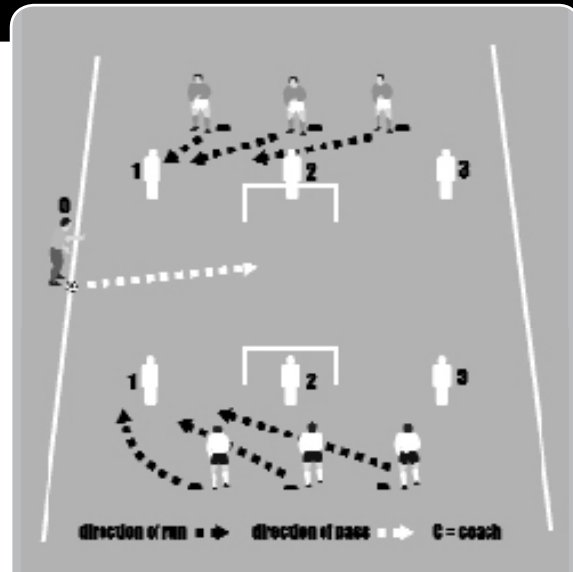 1 2 3
1 2 3
direction of run direction of pass C = coach